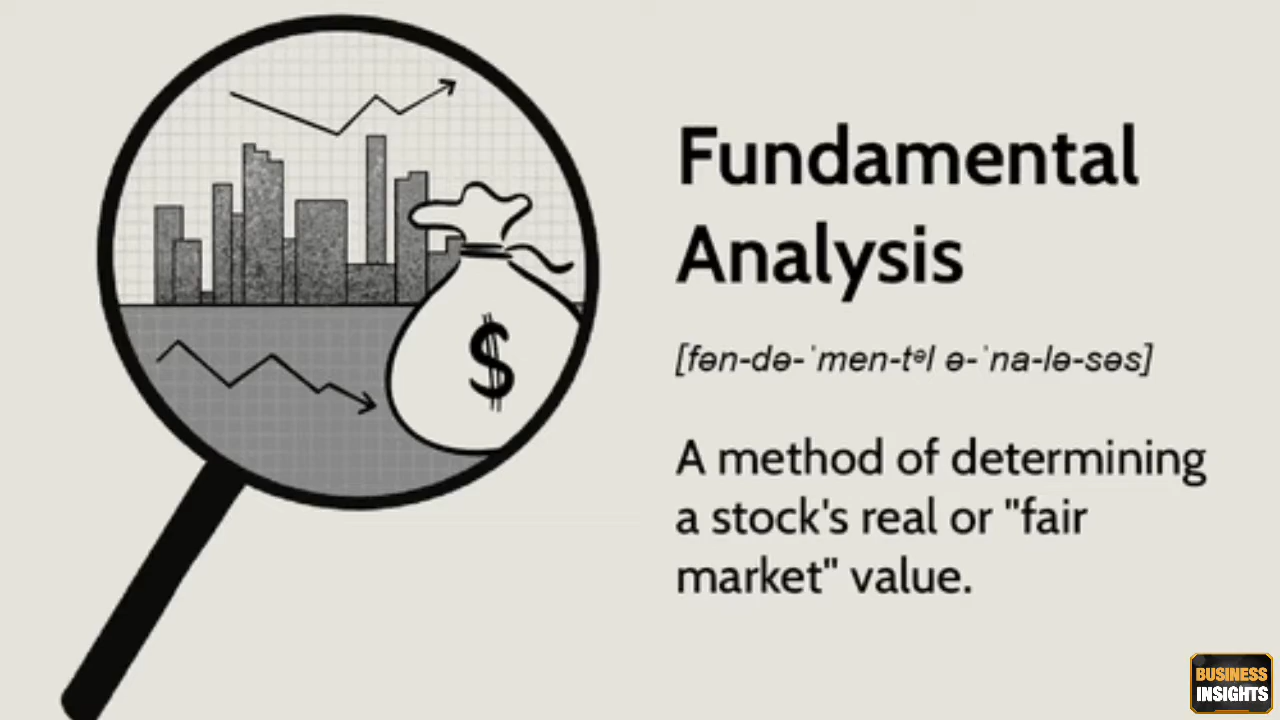 Fundamental
Analysis
[fən-də-ˈmen-tᵊl ə-ˈna-lə-səs]
A method of determining
a stock's real or "fair
market" value.
$
BUSINESS
INSIGHTS